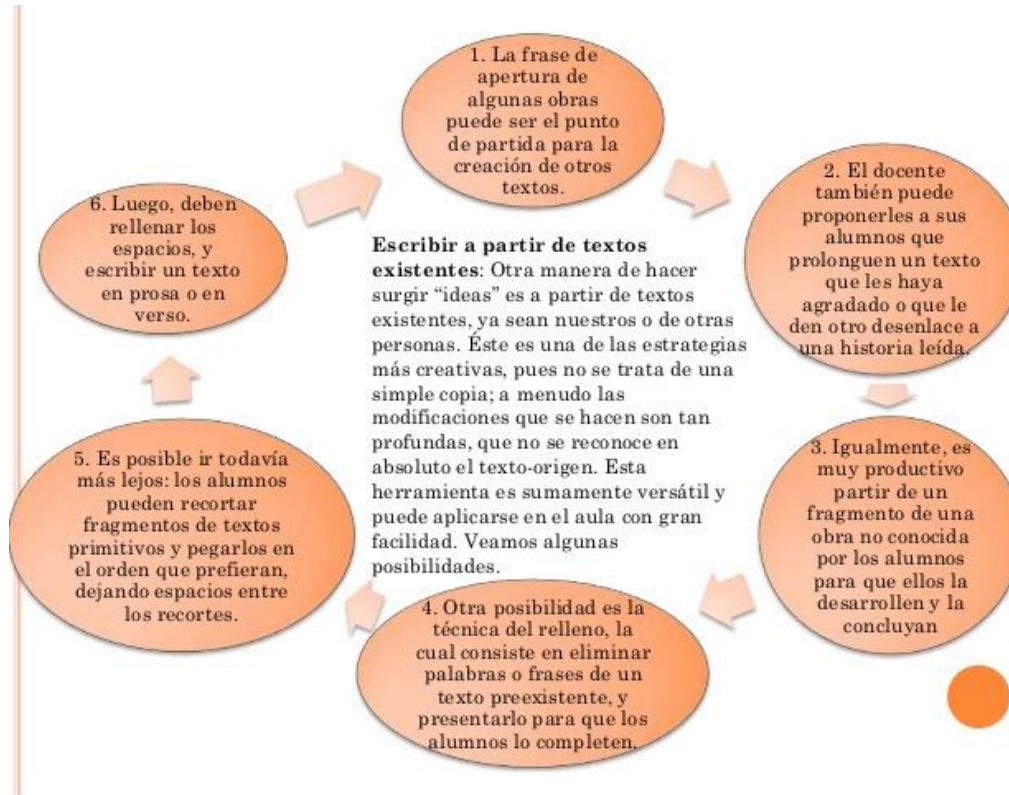 1. La frase de
apertura de
algunas obras
puede ser el punto
de partida para la
creación de otros
textos.
2. El docente
también puede
proponerles a sus
alumnos que
prolonguen un texto
que les haya
agradado o que le
den otro desenlace a
una historia leída.
3. Igualmente, es
muy productivo
partir de un
fragmento de una
obra no conocida
por los alumnos
para que ellos la
desarrollen y la
concluyan
4. Otra posibilidad es la
técnica del relleno, la
cual consiste en eliminar
palabras o frases de un
texto preexistente, y
presentarlo para que los
alumnos lo completen.
5. Es posible ir todavía
más lejos: los alumnos
pueden recortar
fragmentos de textos
primitivos y pegarlos en
el orden que prefieran,
dejando espacios entre
los recortes.
6. Luego, deben
rellenar los
espacios, y
escribir un texto
en prosa o en
verso.
Escribir a partir de textos
existentes: Otra manera de hacer
surgir “ideas” es a partir de textos
existentes, ya sean nuestros o de otras
personas. Éste es una de las estrategias
más creativas, pues no se trata de una
simple copia; a menudo las
modificaciones que se hacen son tan
profundas, que no se reconoce en
absoluto el texto-origen. Esta
herramienta es sumamente versátil y
puede aplicarse en el aula con gran
facilidad. Veamos algunas
posibilidades.